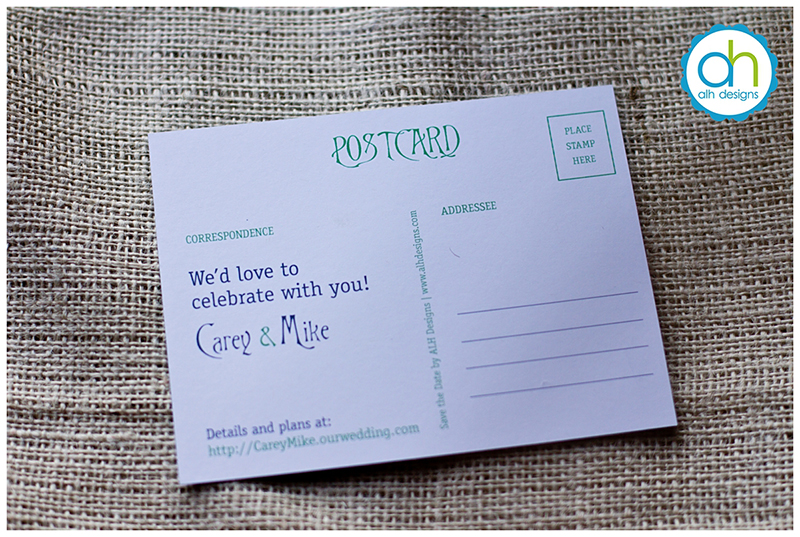 ah
alh designs
POSTCARD
PLACE
STAMP
HERE
CORRESPONDENCE
ADDRESSEE
We'd love to
celebrate with you!
Carey & Mike
Details and plans at:
http://CareyMike.ourwedding.com
Save the Date by ALH Designs | www.alhdesigns.com